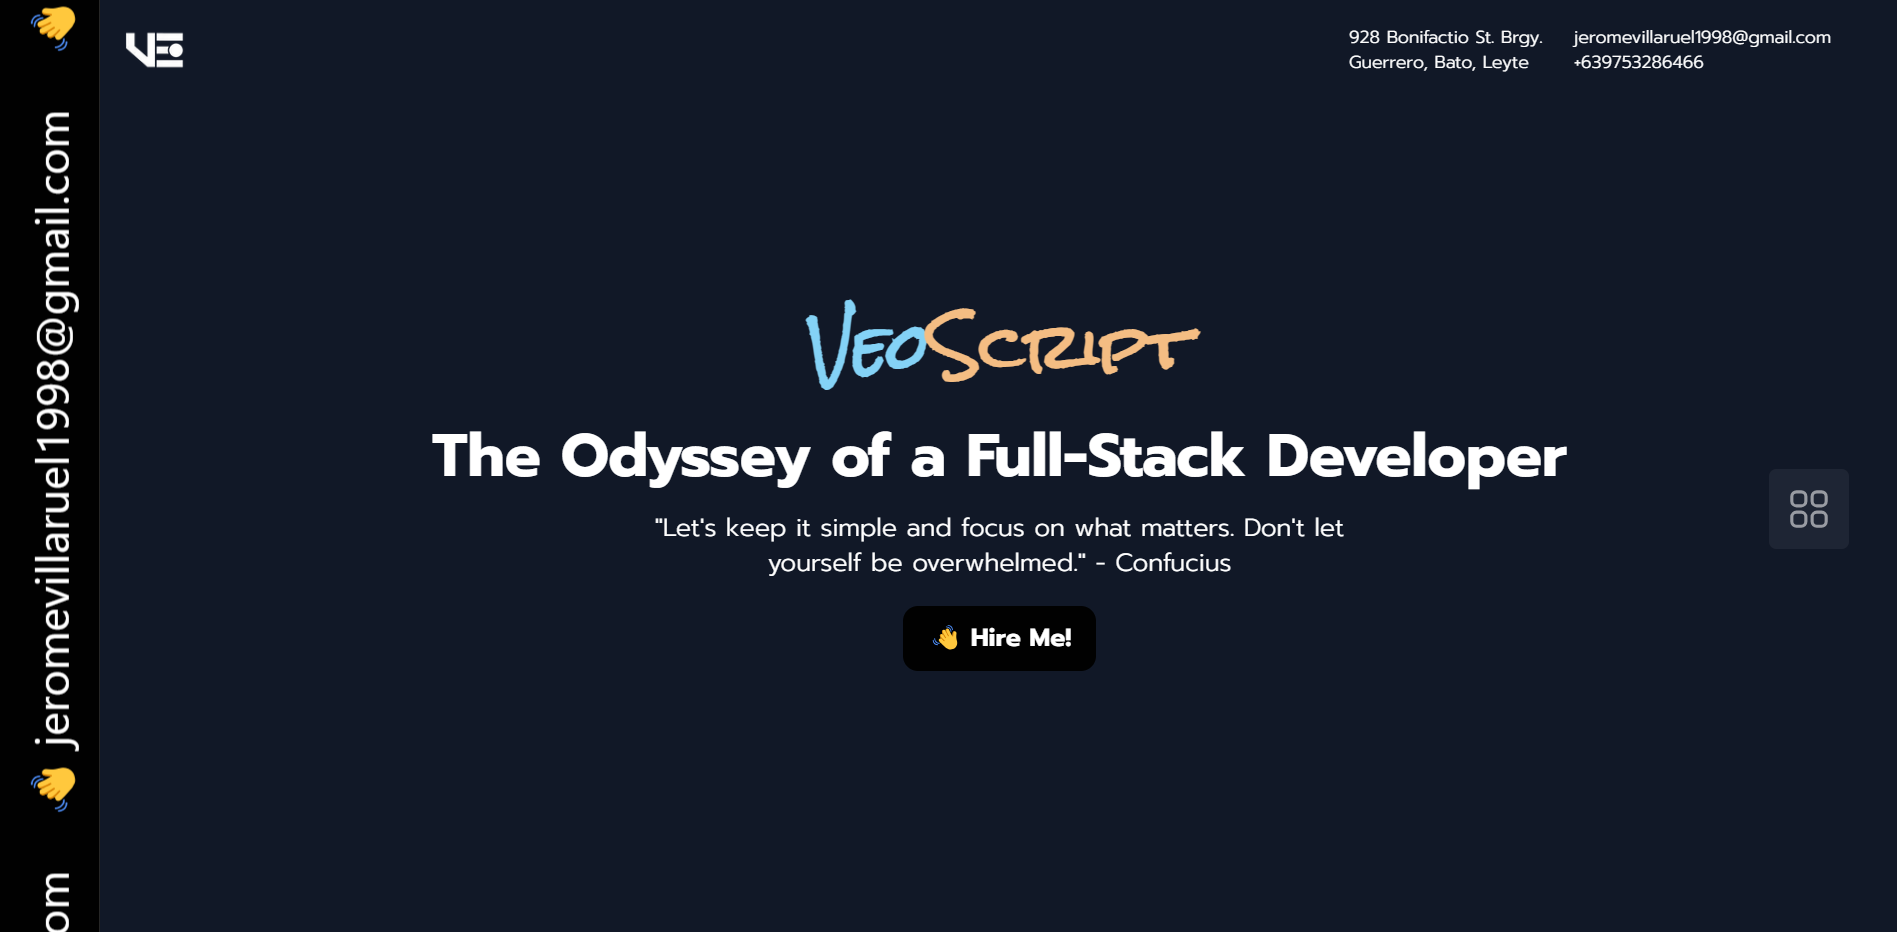 jeromevillaruel1998@gmail.com
om
VEO
928 Bonifactio St. Brgy.
Guerrero, Bato, Leyte
jeromevillaruel1998@gmail.com
+639753286466
VeoScript
The Odyssey of a Full-Stack Developer
"Let's keep it simple and focus on what matters. Don't let
yourself be overwhelmed." - Confucius
Hire Me!